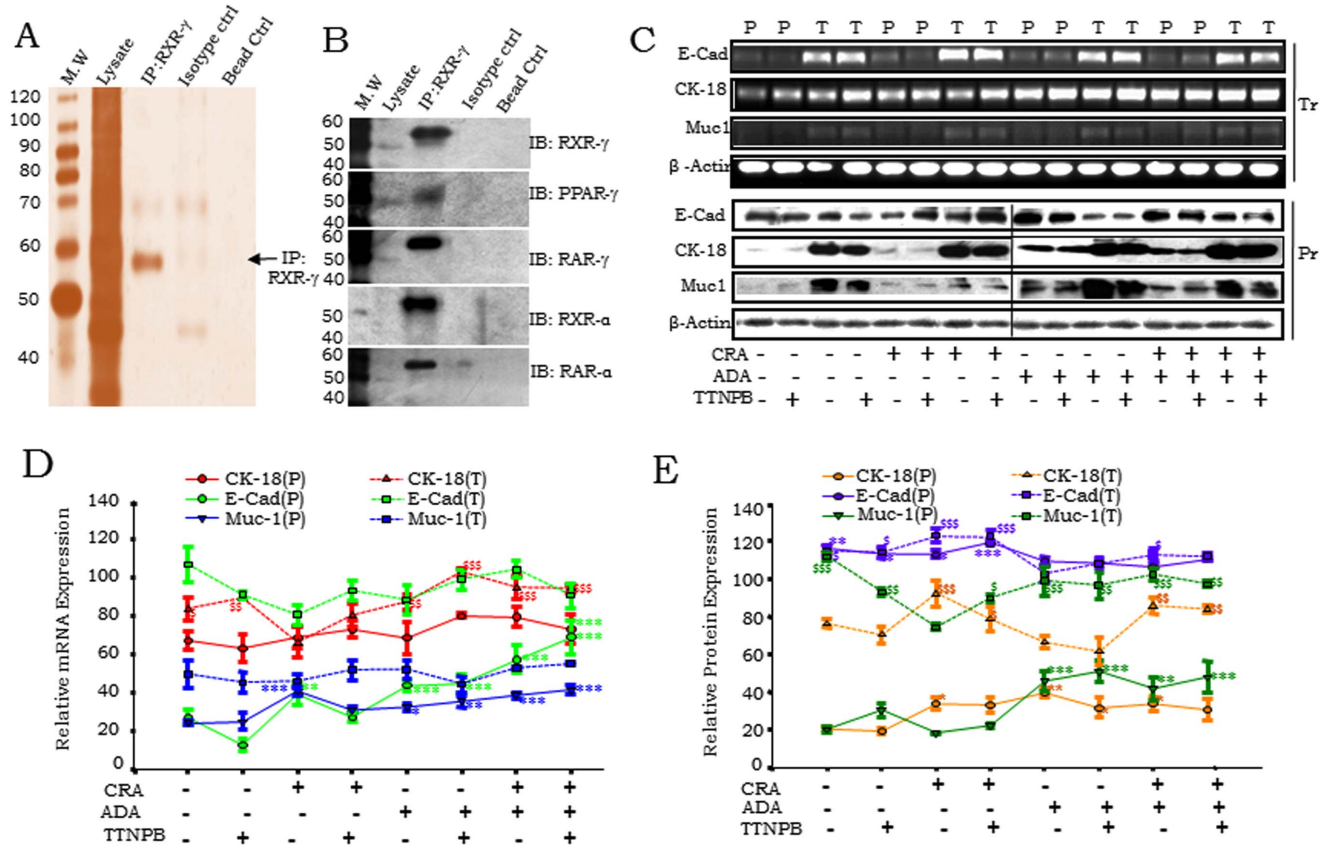 A
M.W
Lysate
IP:RXR-γ
Isotype ctrl
Bead Ctrl
120
100
90
80
70
60
50
40
IP:
RXR-γ
B
M.W
Lysate
IP:RXR-γ
Isotype ctrl
Bead Ctrl
60
50
40
IB: RXR-γ
60
50
40
IB: PPAR-γ
60
50
40
IB: RAR-γ
50
40
IB: RXR-α
60
50
40
IB: RAR-α
C
P P T T P P T T P P T T P P T T
E-Cad
CK-18
Muc1
β -Actin
Tr
E-Cad
CK-18
Muc1
β-Actin
Pr
CRA - - - - + + + + - - - - + + + +
ADA - - - - - - - - + + + + + + + +
TTNPB - + - + - + - + - + - + - + - +
D
CK-18(P) CK-18(T)
E-Cad(P) E-Cad(T)
Muc-1(P) Muc-1(T)
Relative mRNA Expression
140
120
100
80
60
40
20
0
CRA - - + + - - + +
ADA - - - - + + + +
TTNPB - + - + - + - +
E
CK-18(P) CK-18(T)
E-Cad(P) E-Cad(T)
Muc-1(P) Muc-1(T)
Relative Protein Expression
140
120
100
80
60
40
20
0
CRA - - + + - - + +
ADA - - - - + + + +
TTNPB - + - + - + - +